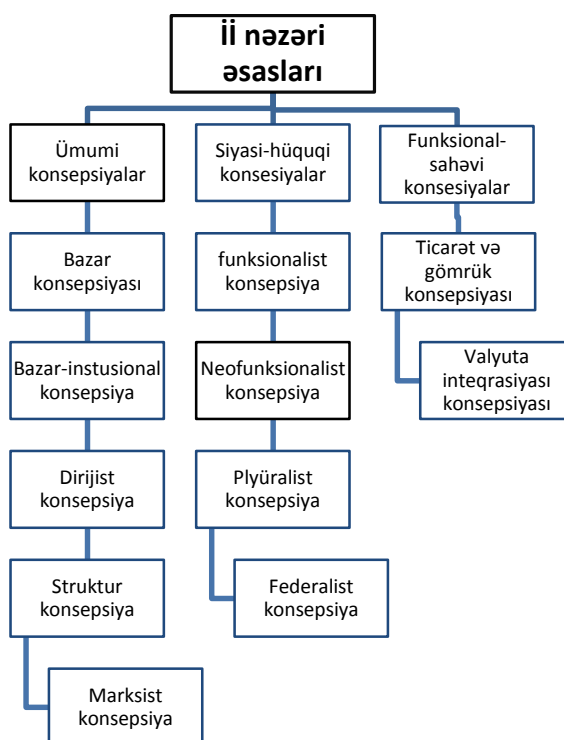 İİ nəzəri
əsasları
Ümumi
konsepsiyalar
Siyasi-hüquqi
konsesiyalar
Funksional-
sahəvi
konsesiyalar
Bazar
konsepsiyası
funksionalist
konsepsiya
Ticarət və
gömrük
konsepsiyası
Bazar-instusional
konsepsiya
Neofunksionalist
konsepsiya
Valyuta
inteqrasiyası
konsepsiyası
Dirijist
konsepsiya
Plyüralist
konsepsiya
Struktur
konsepsiya
Federalist
konsepsiya
Marksist
konsepsiya